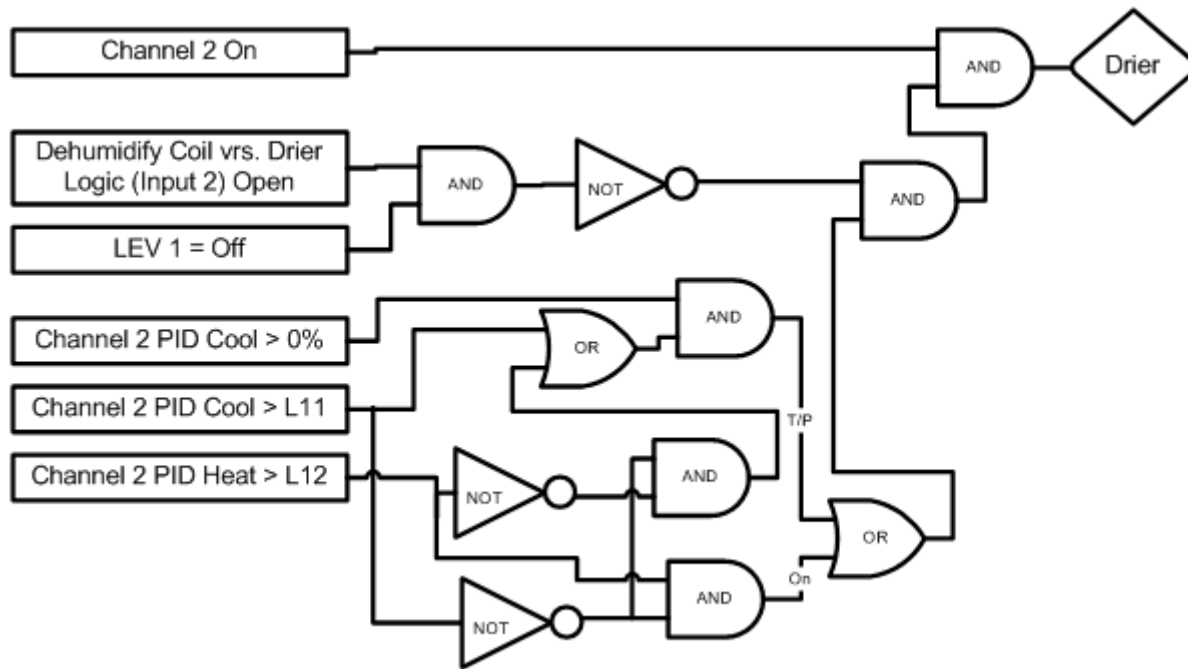 Channel 2 On
AND
Drier
Dehumidify Coil vrs. Drier
Logic (Input 2) Open
AND
NOT
AND
LEV 1 = Off
Channel 2 PID Cool > 0%
AND
OR
Channel 2 PID Cool > L11
T/P
Channel 2 PID Heat > L12
NOT
AND
OR
On
AND
NOT